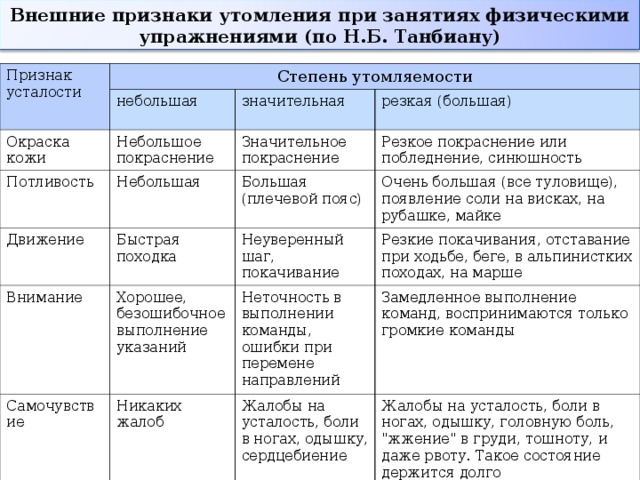 Внешние признаки утомления при занятиях физическими
упражнениями (по Н.Б. Танбиану)
Признак
усталости
Степень утомляемости
небольшая
значительная
резкая (большая)
Окраска
кожи
Небольшое
покраснение
Значительное
покраснение
Резкое покраснение или
побледнение, синюшность
Потливость
Небольшая
Большая
(плечевой пояс)
Очень большая (все туловище),
появление соли на висках, на
рубашке, майке
Движение
Быстрая
походка
Неуверенный
шаг,
покачивание
Резкие покачивания, отставание
при ходьбе, беге, в альпинистких
походах, на марше
Внимание
Хорошее,
безошибочное
выполнение
указаний
Неточность в
выполнении
команды,
ошибки при
перемене
направлений
Замедленное выполнение
команд, воспринимаются только
громкие команды
Самочувств
ие
Никаких
жалоб
Жалобы на
усталость, боли
в ногах, одышку,
сердцебиение
Жалобы на усталость, боли в
ногах, одышку, головную боль,
"жжение" в груди, тошноту, и
даже рвоту. Такое состояние
держится долго